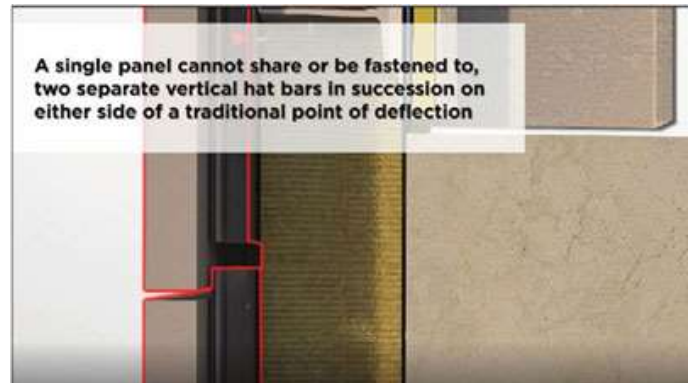 A single panel cannot share or be fastened to,
two separate vertical hat bars in succession on
either side of a traditional point of deflection